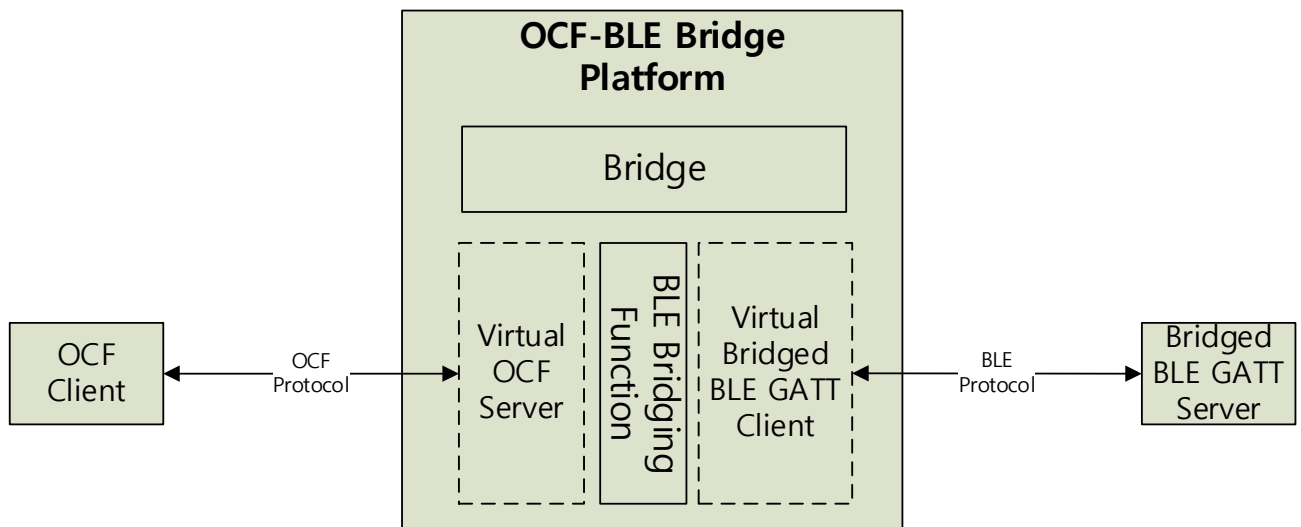 OCF-BLE Bridge
Platform
Bridge
OCF
Client
OCF
Protocol
Virtual
OCF
Server
BLE Bridging
Function
Virtual
Bridged
BLE GATT
Client
BLE
Protocol
Bridged
BLE GATT
Server